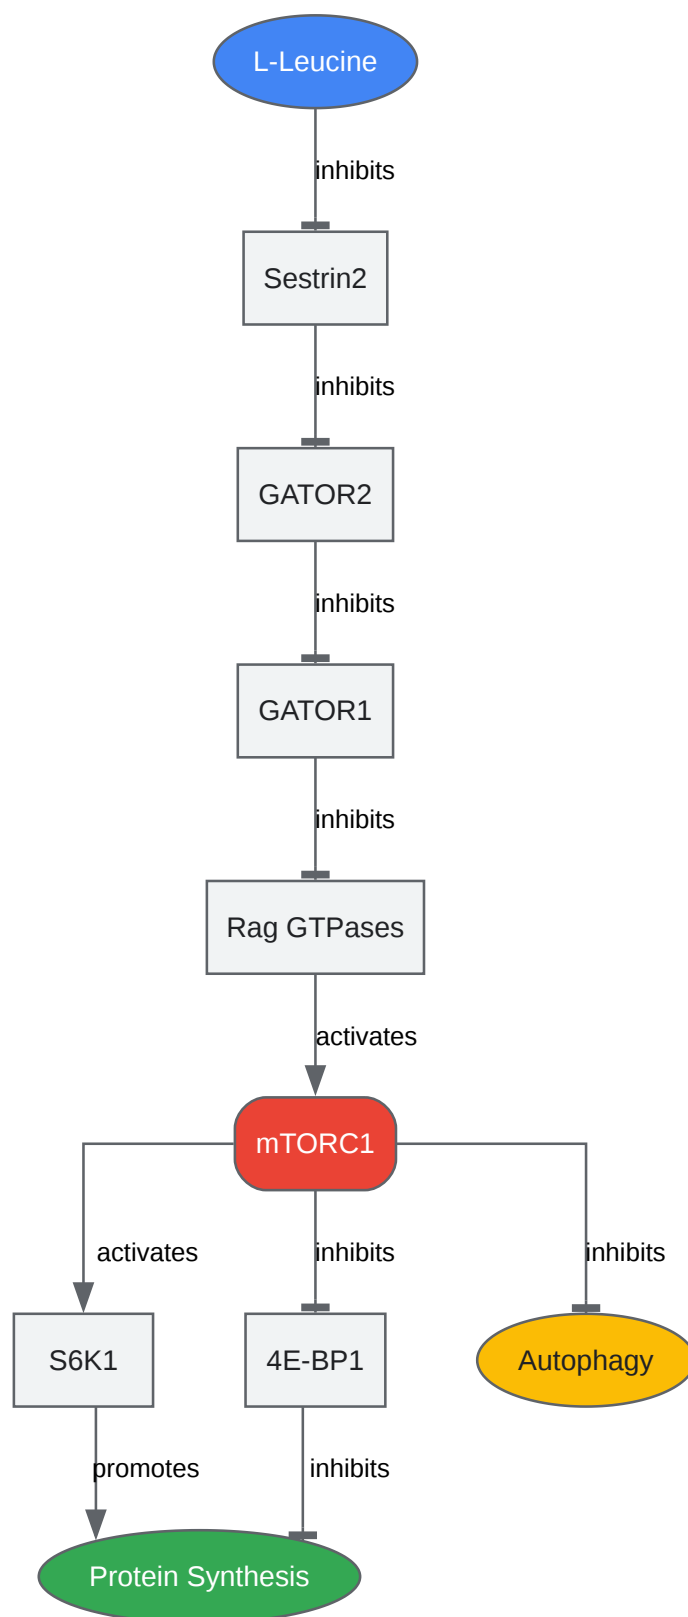 L-Leucine
inhibits
Sestrin2
inhibits
GATOR2
inhibits
GATOR1
inhibits
Rag GTPases
activates
mTORC1
activates
inhibits
inhibits
S6K1
4E-BP1
Autophagy
promotes
inhibits
Protein Synthesis